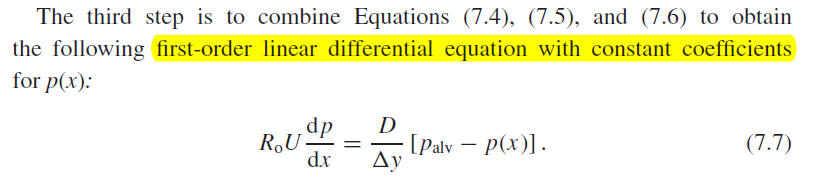 The third step is to combine Equations (7.4), (7.5), and (7.6) to obtain
the following first-order linear differential equation with constant coefficients
for p(x):
RₒU dp/dx = D/Δy [p_alv − p(x)]. (7.7)